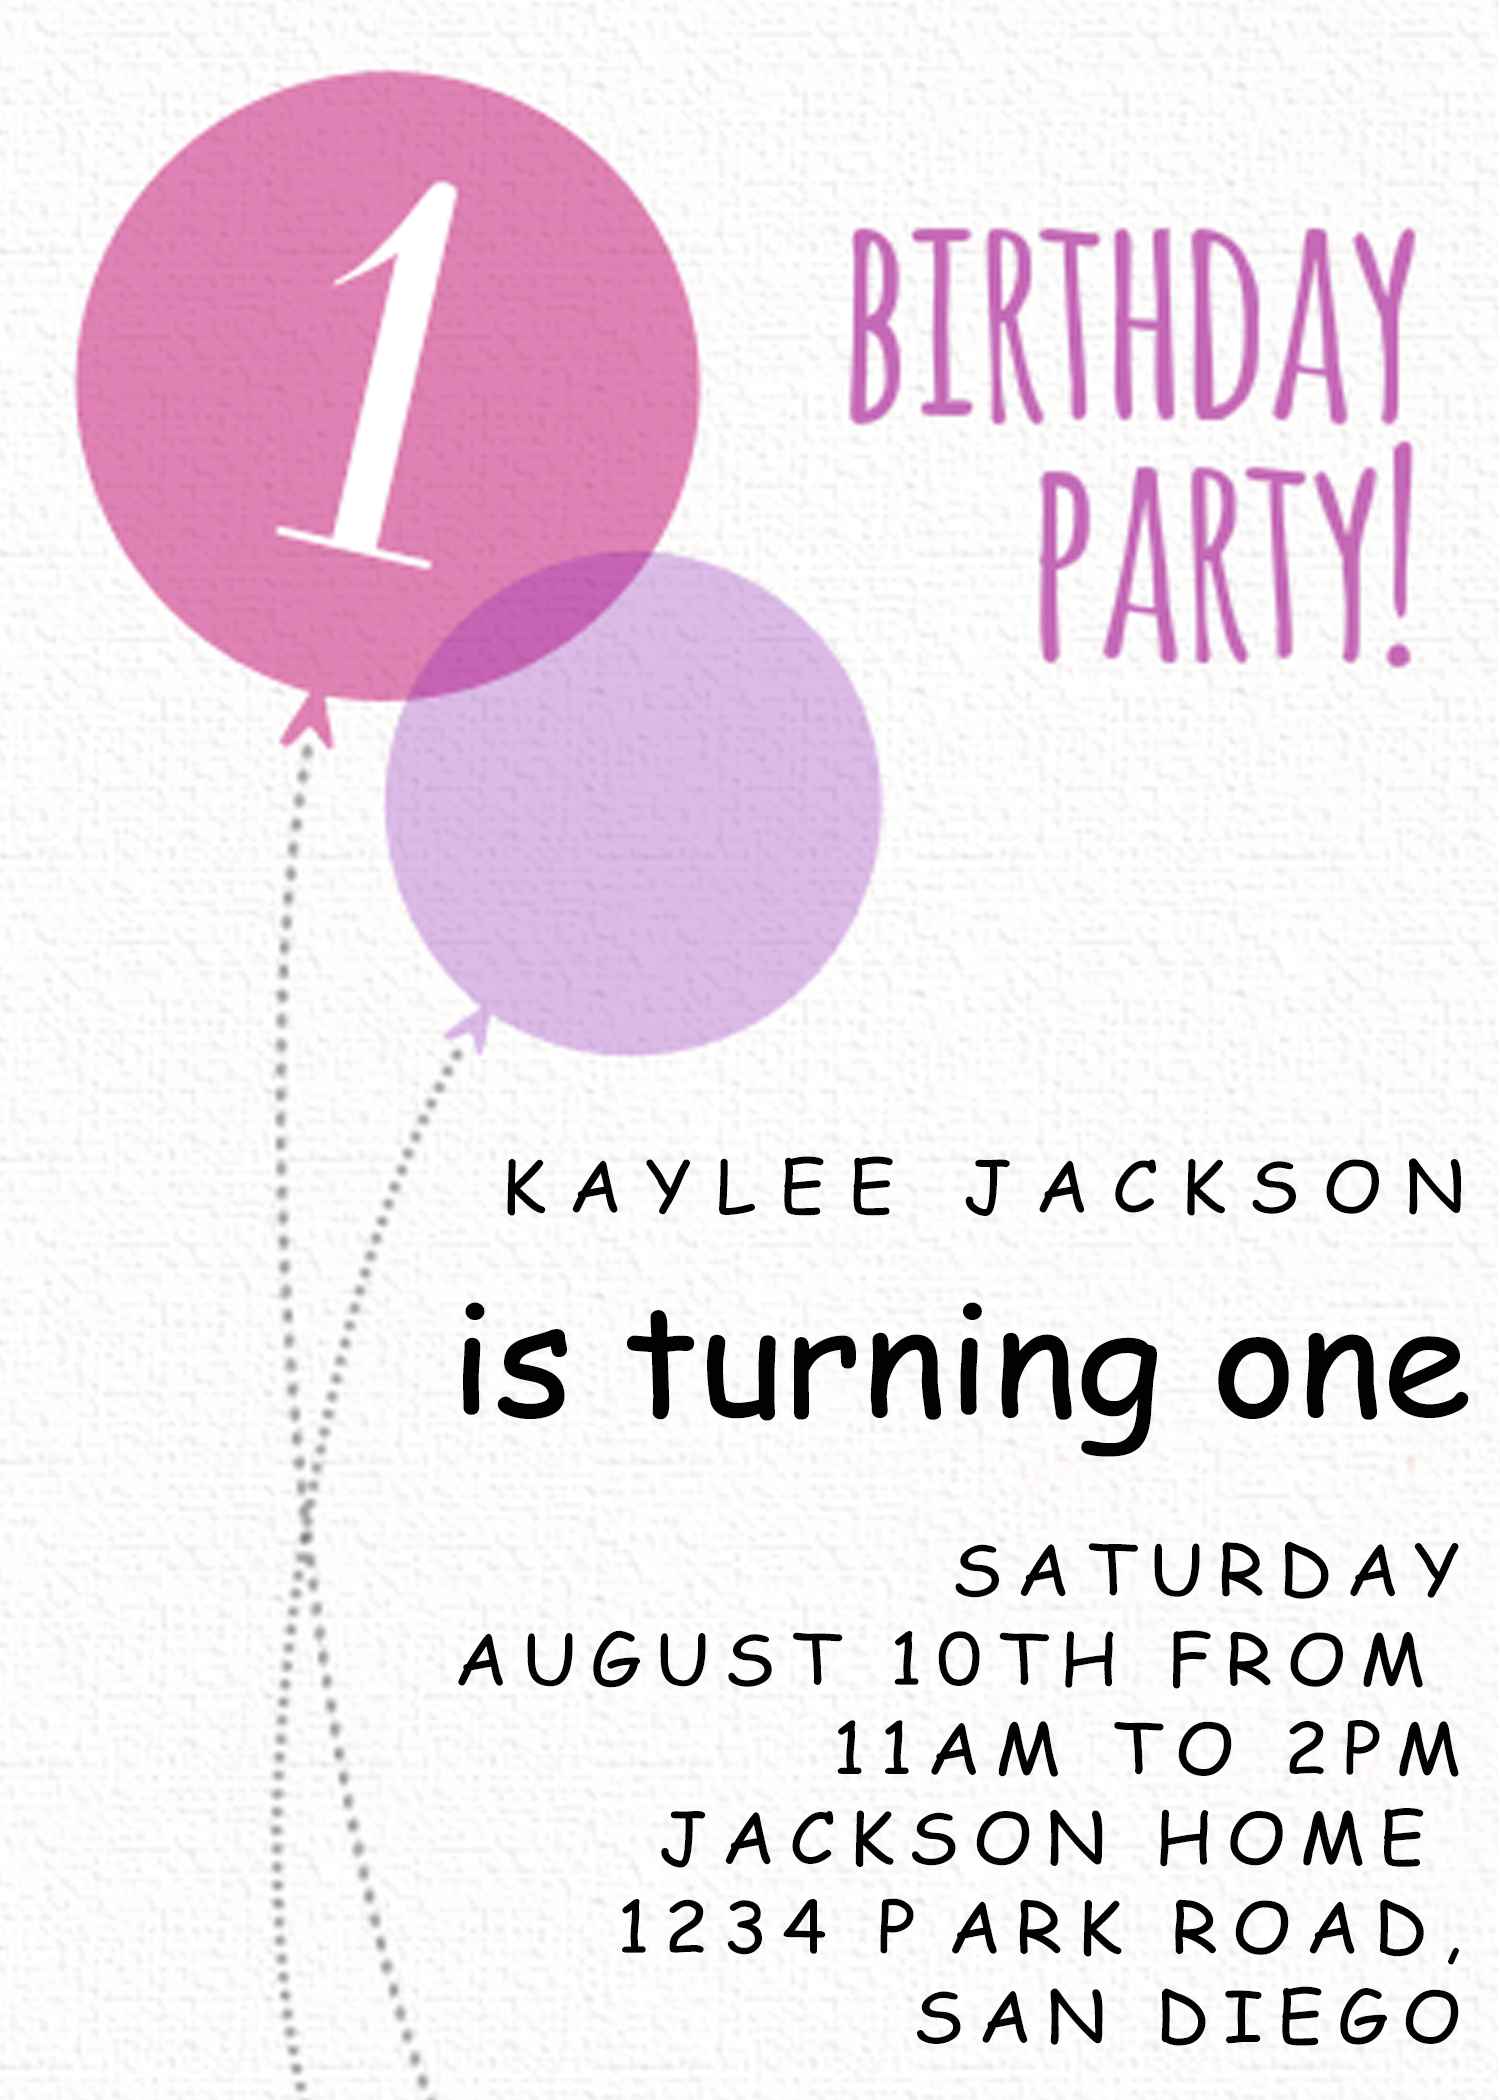 1
BIRTHDAY
PARTY!
KAYLEE JACKSON
is turning one
SATURDAY
AUGUST 10TH FROM
11AM TO 2PM
JACKSON HOME
1234 PARK ROAD,
SAN DIEGO